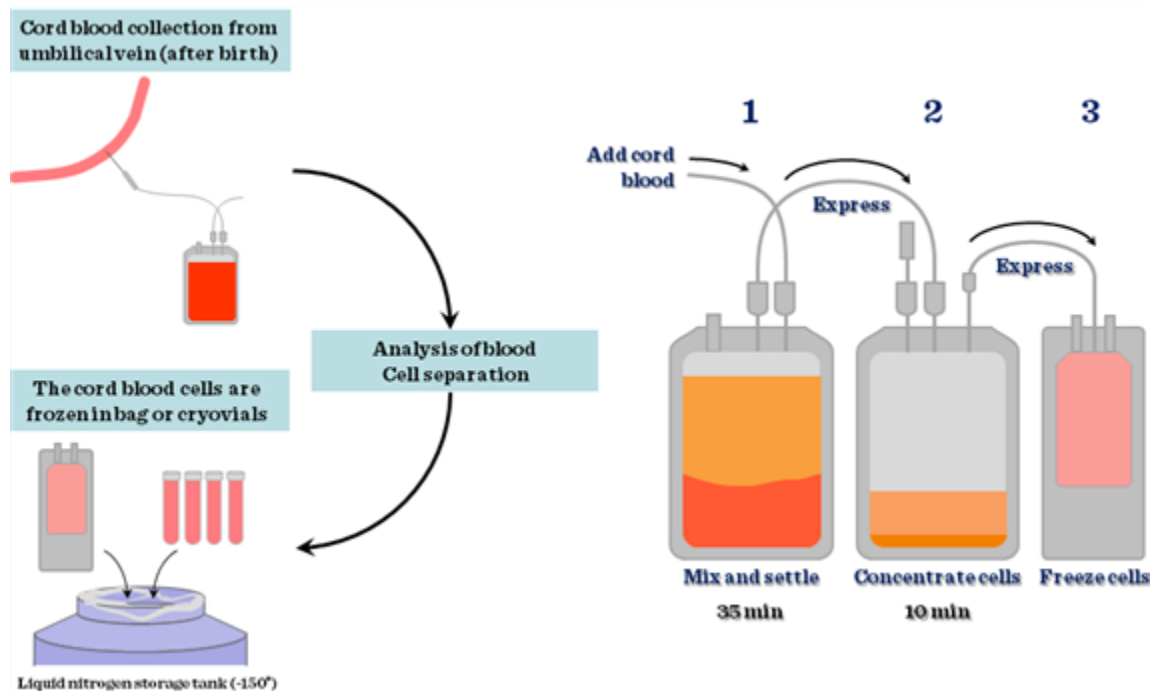 Cord blood collection from
umbilical vein (after birth)
Analysis of blood
Cell separation
The cord blood cells are
frozen in bag or cryovials
Liquid nitrogen storage tank (-150°)
1
2
3
Add cord
blood
Express
Express
Mix and settle
35 min
Concentrate cells
10 min
Freeze cells